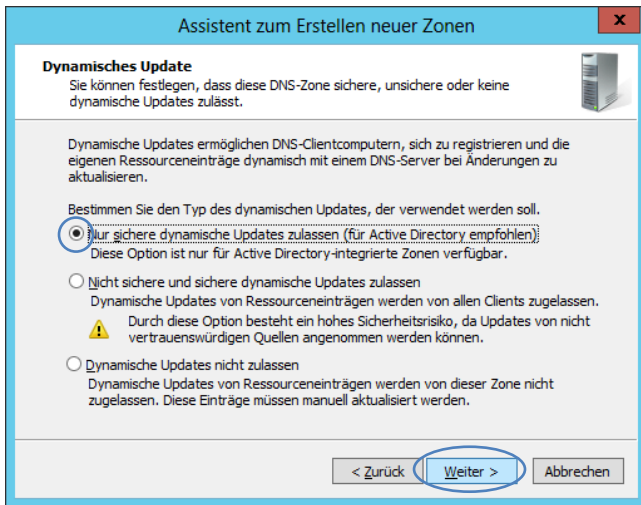 Assistent zum Erstellen neuer Zonen
x
Dynamisches Update
Sie können festlegen, dass diese DNS-Zone sichere, unsichere oder keine
dynamische Updates zulässt.
Dynamische Updates ermöglichen DNS-Clientcomputern, sich zu registrieren und die
eigenen Ressourceneinträge dynamisch mit einem DNS-Server bei Änderungen zu
aktualisieren.
Bestimmen Sie den Typ des dynamischen Updates, der verwendet werden soll.
Nur sichere dynamische Updates zulassen (für Active Directory empfohlen)
Diese Option ist nur für Active Directory-integrierte Zonen verfügbar.
Nicht sichere und sichere dynamische Updates zulassen
Dynamische Updates von Ressourceneinträgen werden von allen Clients zugelassen.
Durch diese Option besteht ein hohes Sicherheitsrisiko, da Updates von nicht
vertrauenswürdigen Quellen angenommen werden können.
Dynamische Updates nicht zulassen
Dynamische Updates von Ressourceneinträgen werden von dieser Zone nicht
zugelassen. Diese Einträge müssen manuell aktualisiert werden.
< Zurück Weiter > Abbrechen